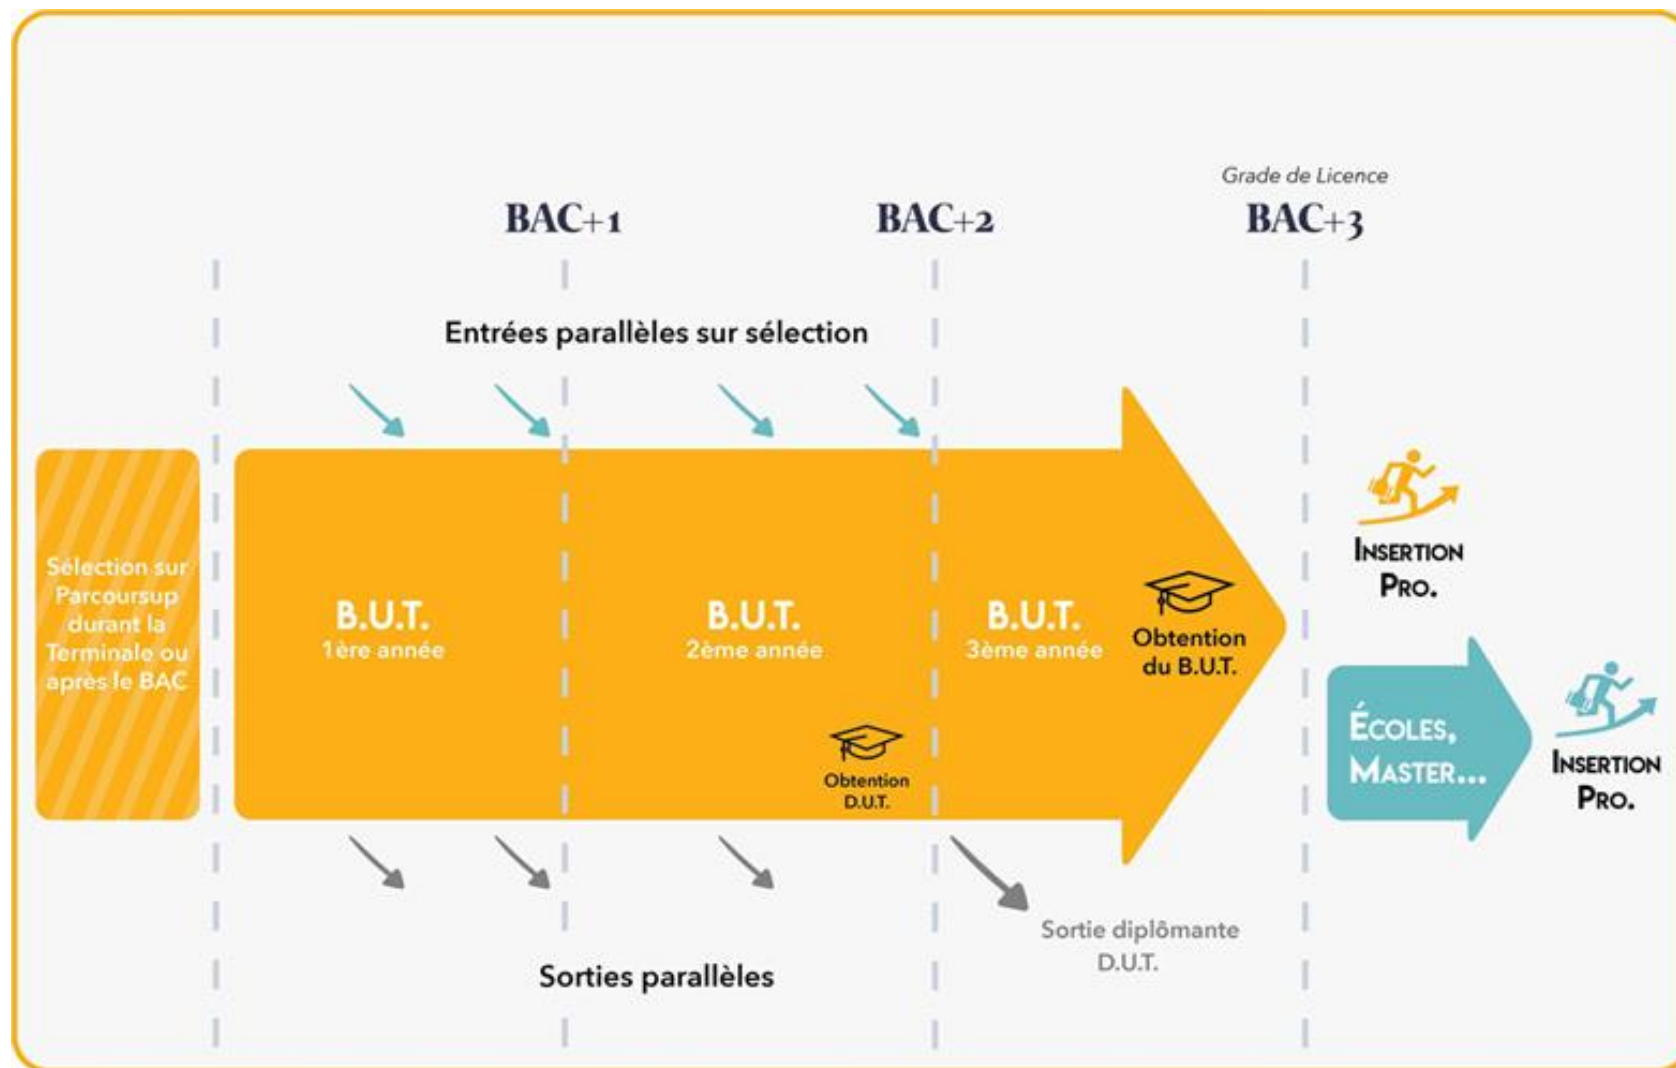 Grade de Licence
BAC+1
BAC+2
BAC+3
Entrées parallèles sur sélection
Sélection sur
Parcoursup
durant la
Terminale ou
après le BAC
B.U.T.
1ère année
B.U.T.
2ème année
Obtention
D.U.T.
B.U.T.
3ème année
Obtention
du B.U.T.
INSERTION
PRO.
ÉCOLES,
MASTER...
INSERTION
PRO.
Sortie diplômante
D.U.T.
Sorties parallèles